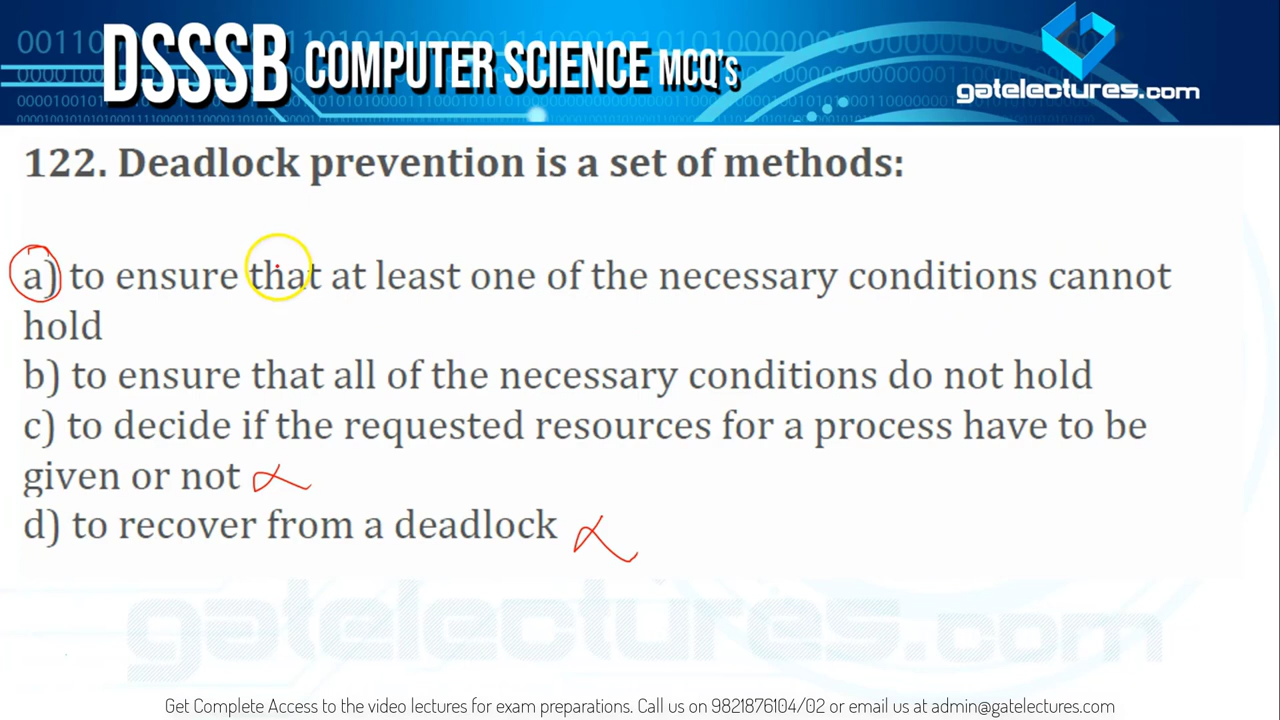 DSSSB COMPUTER SCIENCE MCQ's
gatelectures.com
122. Deadlock prevention is a set of methods:
a) to ensure that at least one of the necessary conditions cannot
hold
b) to ensure that all of the necessary conditions do not hold
c) to decide if the requested resources for a process have to be
given or not
d) to recover from a deadlock
gatelectures.com
Get Complete Access to the video lectures for exam preparations. Call us on 9821876104/02 or email us at admin@gatelectures.com